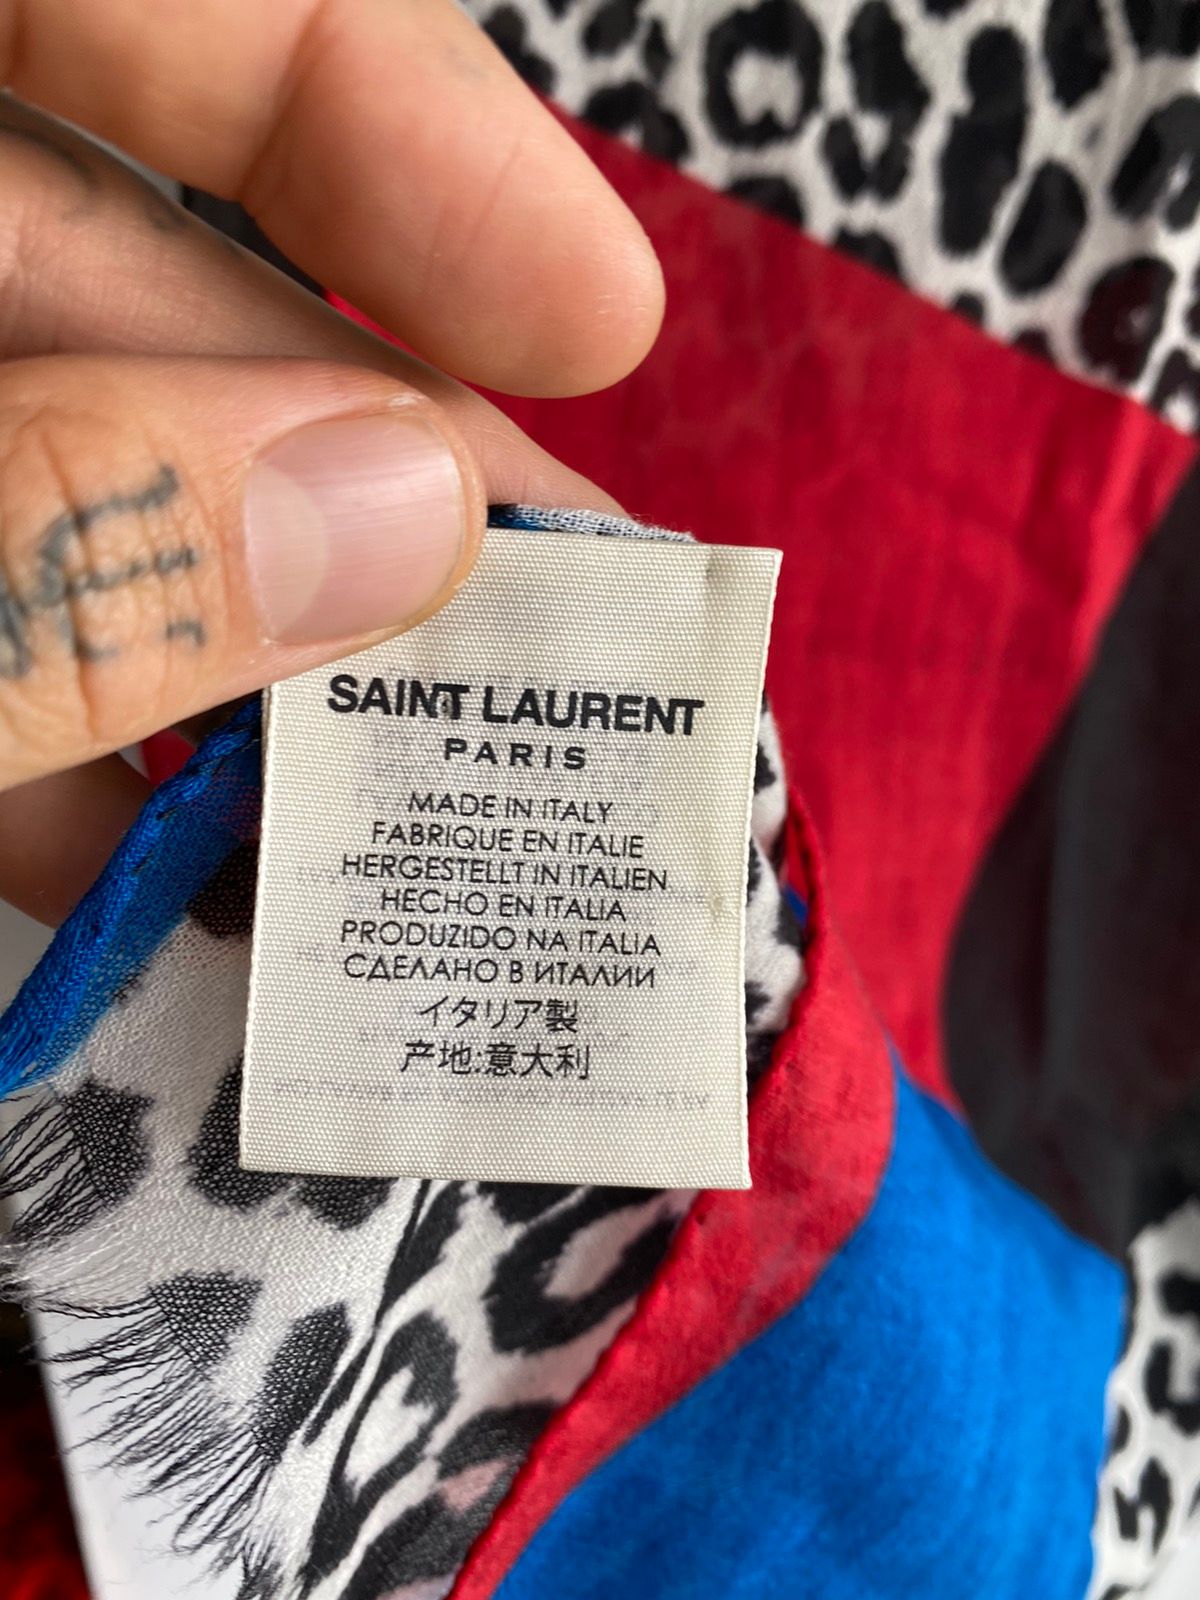 SAINT LAURENT
PARIS
MADE IN ITALY
FABRIQUE EN ITALIE
HERGESTELLT IN ITALIEN
HECHO EN ITALIA
PRODUZIDO NA ITALIA
СДЕЛАНО В ИТАЛИИ
イタリア製
产地:意大利